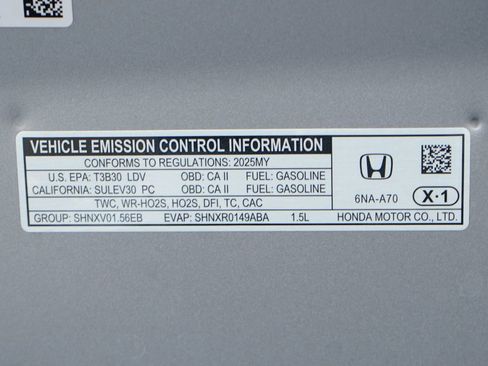 VEHICLE EMISSION CONTROL INFORMATION
CONFORMS TO REGULATIONS: 2025MY
U.S. EPA: T3B30 LDV OBD: CA II FUEL: GASOLINE
CALIFORNIA: SULEV30 PC OBD: CA II FUEL: GASOLINE
TWC, WR-HO2S, HO2S, DFI, TC, CAC
GROUP: SHNXV01.56EB EVAP: SHNXR0149ABA 1.5L
6NA-A70 X·1
HONDA MOTOR CO., LTD.